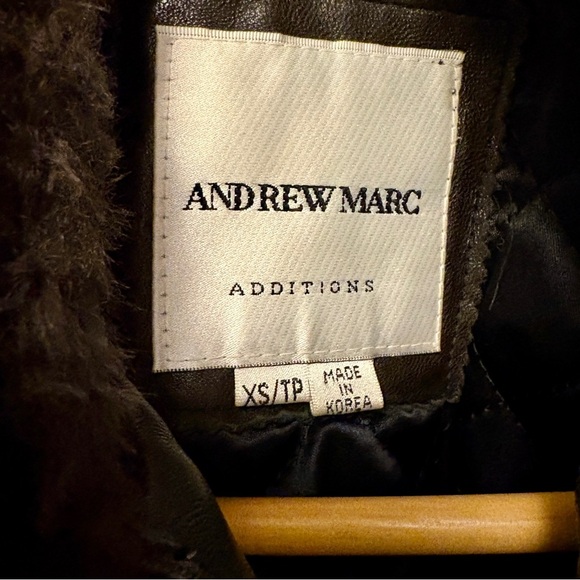 ANDREW MARC
ADDITIONS
XS/TP
MADE
IN
KOREA